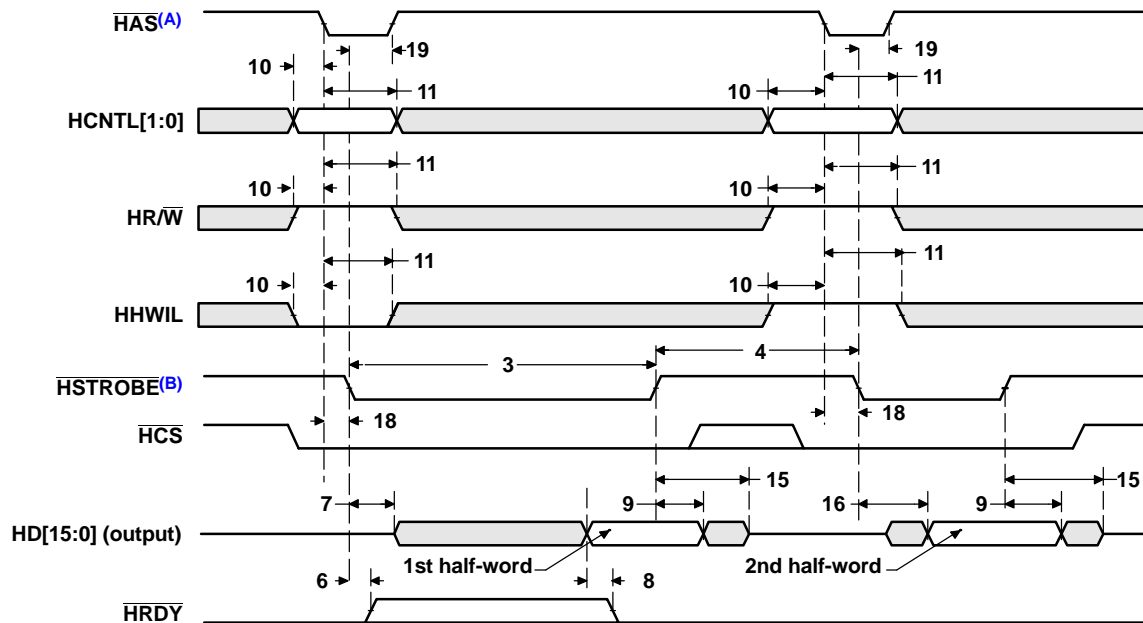 HAS(A)
19
19
10
11
10
11
HCNTL[1:0]
11
11
10
10
HR/W
11
11
10
10
HHWIL
3
4
HSTROBE(B)
18
18
HCS
15
15
7
9
16
9
HD[15:0] (output)
1st half-word
2nd half-word
6
8
HRDY